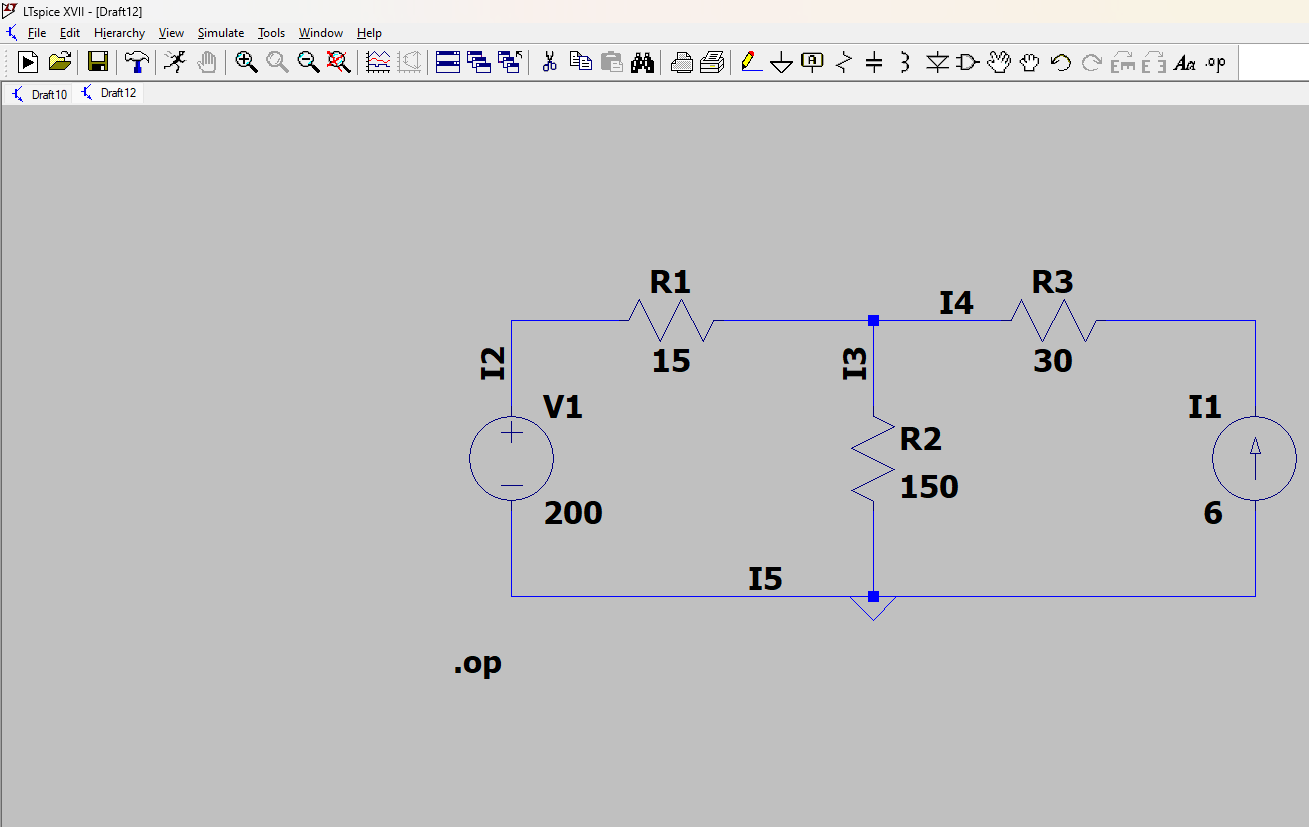 LTspice XVII - [Draft12]
File Edit Hierarchy View Simulate Tools Window Help
A Aa .op
Draft10 Draft12
R1 I4 R3
15 30
I2 I3
V1 I1
R2
150
200 6
I5
.op